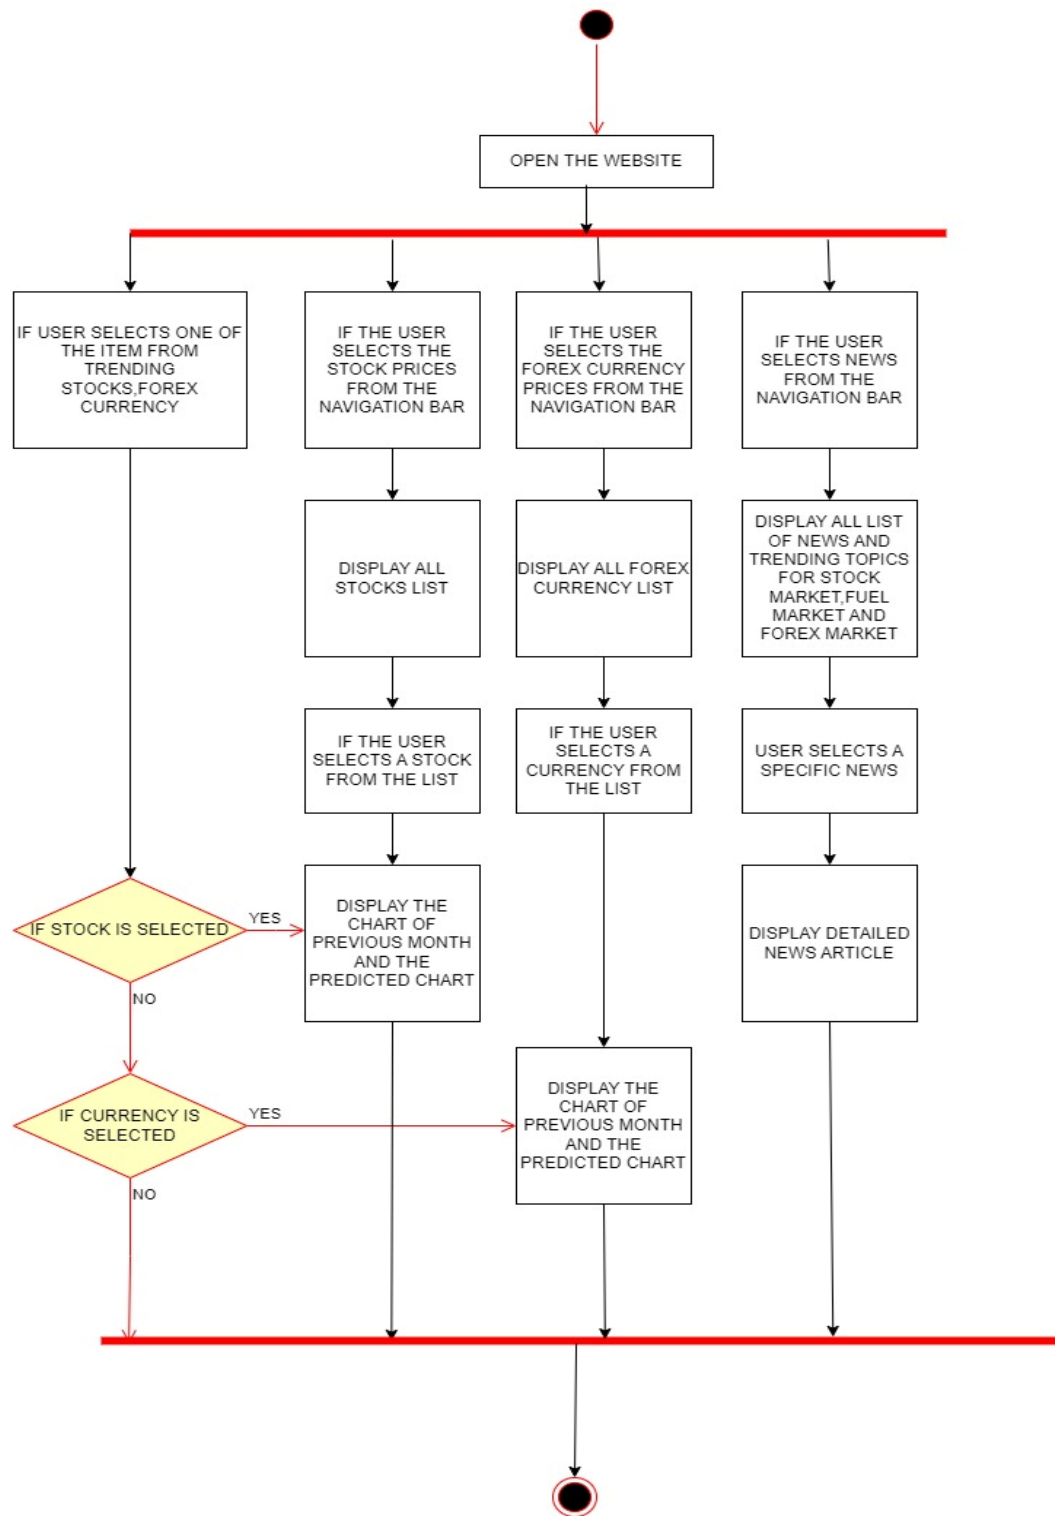 OPEN THE WEBSITE
IF USER SELECTS ONE OF
THE ITEM FROM
TRENDING
STOCKS,FOREX
CURRENCY
IF THE USER
SELECTS THE
STOCK PRICES
FROM THE
NAVIGATION BAR
IF THE USER
SELECTS THE
FOREX CURRENCY
PRICES FROM THE
NAVIGATION BAR
IF THE USER
SELECTS NEWS
FROM THE
NAVIGATION BAR
DISPLAY ALL
STOCKS LIST
DISPLAY ALL FOREX
CURRENCY LIST
DISPLAY ALL LIST
OF NEWS AND
TRENDING TOPICS
FOR STOCK
MARKET,FUEL
MARKET AND
FOREX MARKET
IF THE USER
SELECTS A STOCK
FROM THE LIST
IF THE USER
SELECTS A
CURRENCY FROM
THE LIST
USER SELECTS A
SPECIFIC NEWS
IF STOCK IS SELECTED
YES
NO
DISPLAY THE
CHART OF
PREVIOUS MONTH
AND THE
PREDICTED CHART
DISPLAY DETAILED
NEWS ARTICLE
IF CURRENCY IS
SELECTED
YES
NO
DISPLAY THE
CHART OF
PREVIOUS MONTH
AND THE
PREDICTED CHART